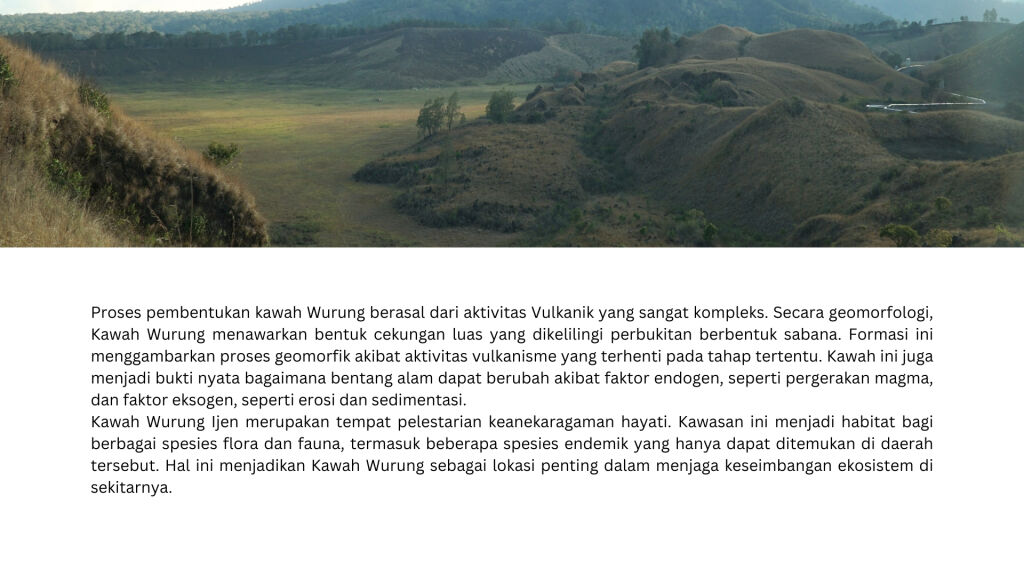 Proses pembentukan kawah Wurung berasal dari aktivitas Vulkanik yang sangat kompleks. Secara geomorfologi,
Kawah Wurung menawarkan bentuk cekungan luas yang dikelilingi perbukitan berbentuk sabana. Formasi ini
menggambarkan proses geomorfik akibat aktivitas vulkanisme yang terhenti pada tahap tertentu. Kawah ini juga
menjadi bukti nyata bagaimana bentang alam dapat berubah akibat faktor endogen, seperti pergerakan magma,
dan faktor eksogen, seperti erosi dan sedimentasi.
Kawah Wurung Ijen merupakan tempat pelestarian keanekaragaman hayati. Kawasan ini menjadi habitat bagi
berbagai spesies flora dan fauna, termasuk beberapa spesies endemik yang hanya dapat ditemukan di daerah
tersebut. Hal ini menjadikan Kawah Wurung sebagai lokasi penting dalam menjaga keseimbangan ekosistem di
sekitarnya.